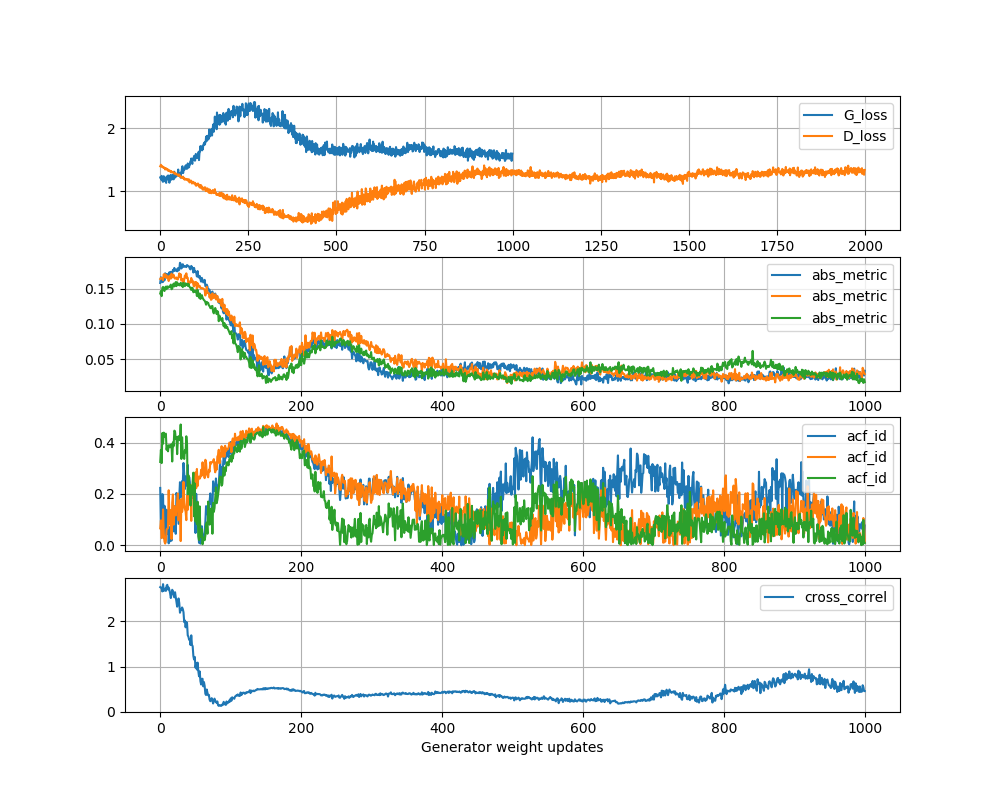 G_loss
D_loss
2
1
0 250 500 750 1000 1250 1500 1750 2000
abs_metric
abs_metric
abs_metric
0.15
0.10
0.05
0 200 400 600 800 1000
acf_id
acf_id
acf_id
0.4
0.2
0.0
0 200 400 600 800 1000
cross_correl
2
1
0
0 200 400 600 800 1000
Generator weight updates